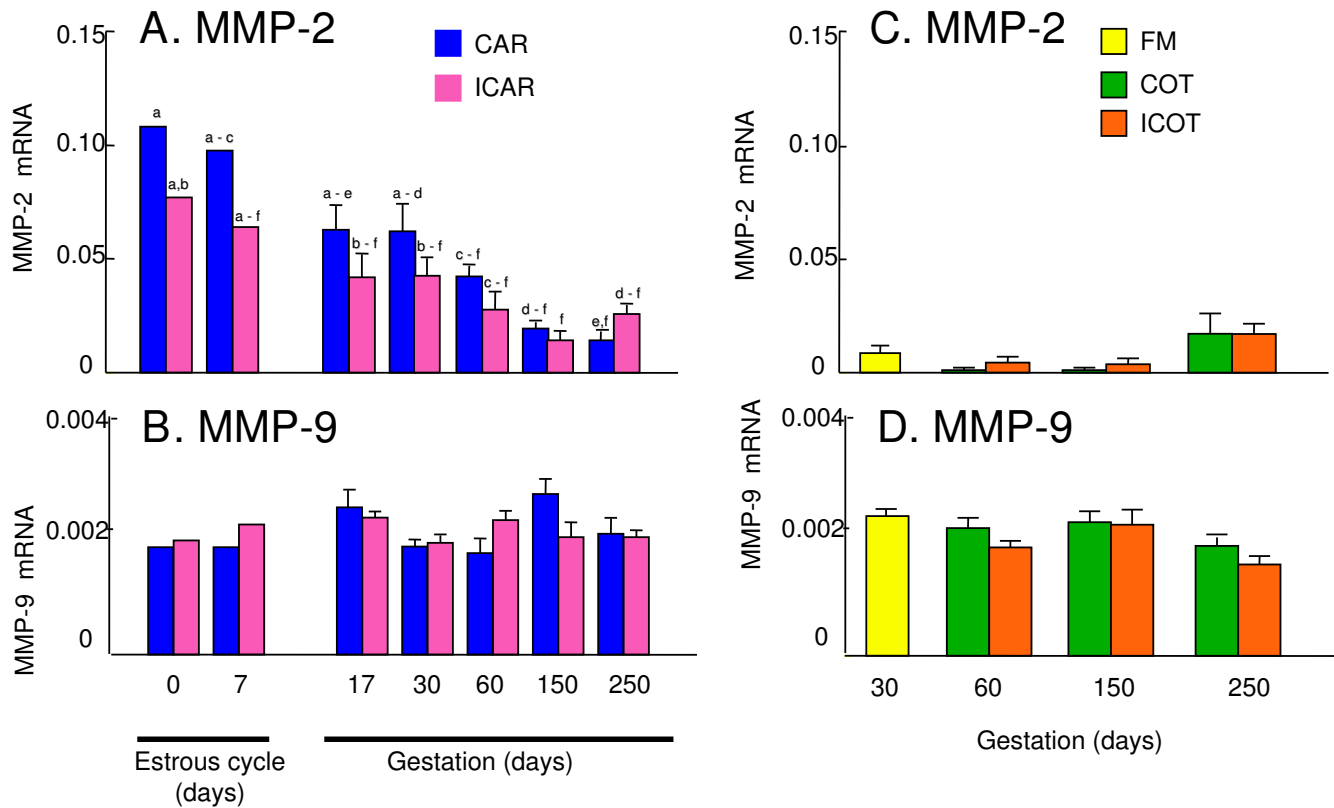 A. MMP-2
CAR
ICAR
MMP-2 mRNA
0.15
0.10
0.05
0
a
a,b
a - c
a - f
a - e
b - f
a - d
b - f
c - f
c - f
d - f
f
e,f
d - f
C. MMP-2
FM
COT
ICOT
MMP-2 mRNA
0.15
0.10
0.05
0
B. MMP-9
MMP-9 mRNA
0.004
0.002
0
0 7 17 30 60 150 250
Estrous cycle
(days)
Gestation (days)
D. MMP-9
MMP-9 mRNA
0.004
0.002
0
30 60 150 250
Gestation (days)